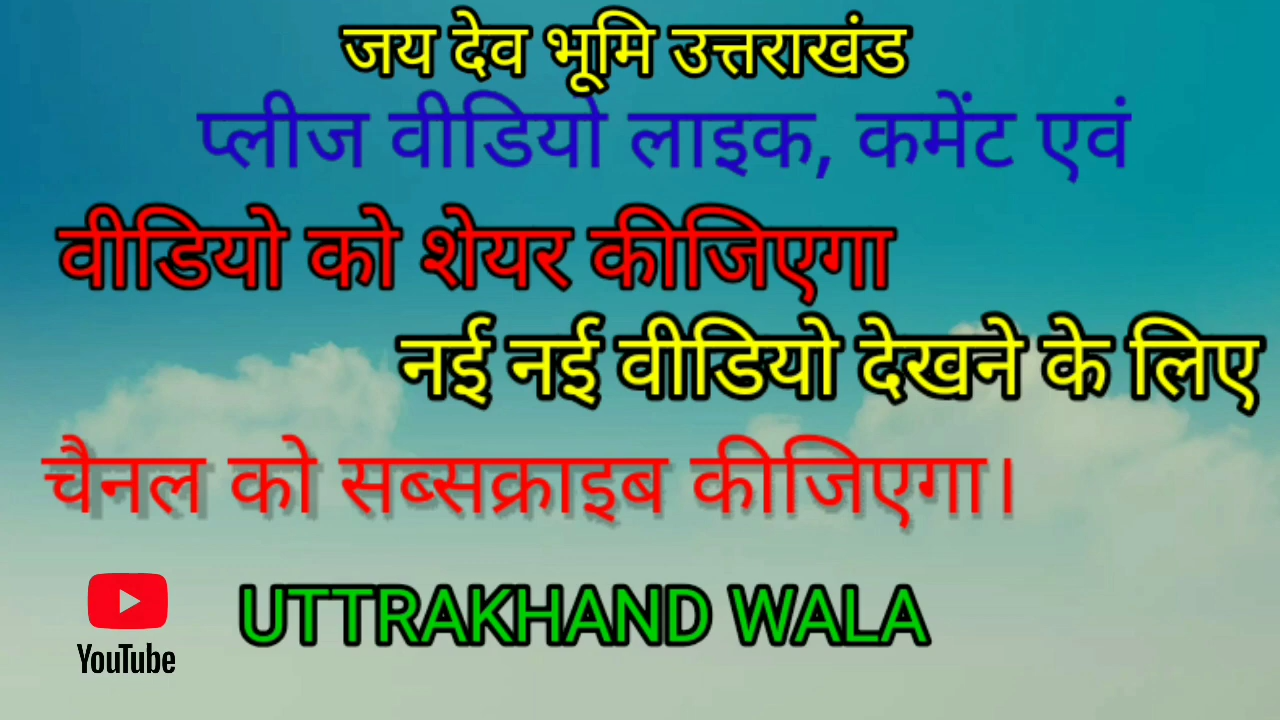 जय देव भूमि उत्तराखंड
प्लीज वीडियो लाइक, कमेंट एवं
वीडियो को शेयर कीजिएगा
नई नई वीडियो देखने के लिए
चैनल को सब्सक्राइब कीजिएगा।
UTTRAKHAND WALA
YouTube